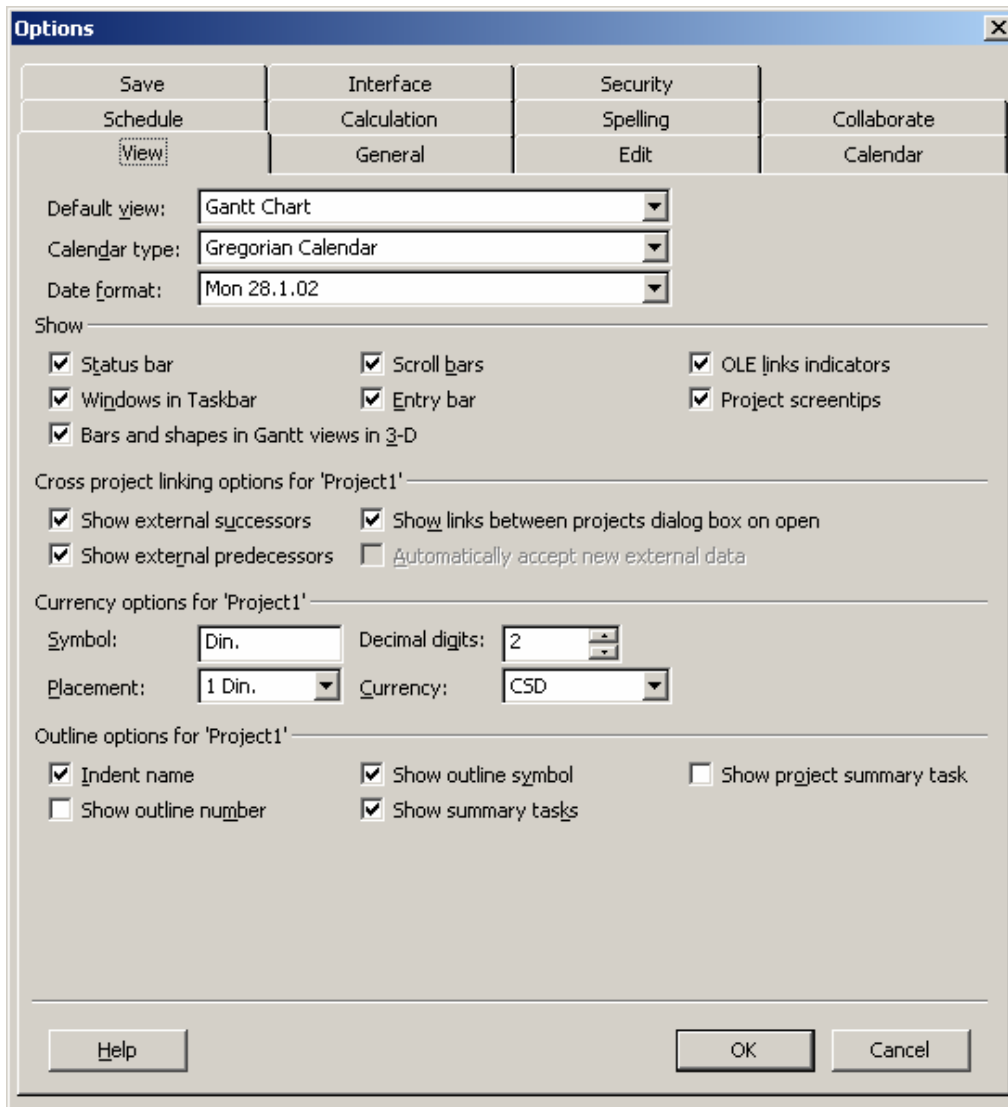 Options
Save Interface Security
Schedule Calculation Spelling Collaborate
View General Edit Calendar
Default view: Gantt Chart
Calendar type: Gregorian Calendar
Date format: Mon 28.1.02
Show
Status bar Scroll bars OLE links indicators
Windows in Taskbar Entry bar Project screentips
Bars and shapes in Gantt views in 3-D
Cross project linking options for 'Project1'
Show external successors Show links between projects dialog box on open
Show external predecessors Automatically accept new external data
Currency options for 'Project1'
Symbol: Din. Decimal digits: 2
Placement: 1 Din. Currency: CSD
Outline options for 'Project1'
Indent name Show outline symbol Show project summary task
Show outline number Show summary tasks
Help OK Cancel